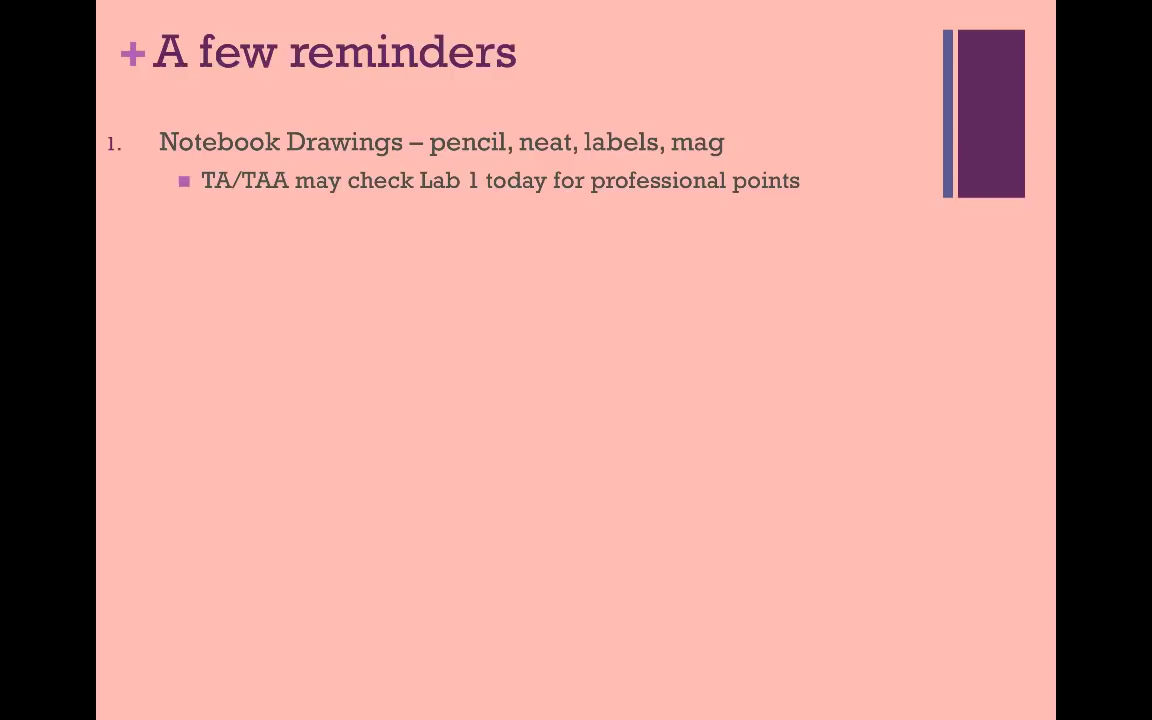 + A few reminders
1. Notebook Drawings – pencil, neat, labels, mag
■ TA/TAA may check Lab 1 today for professional points